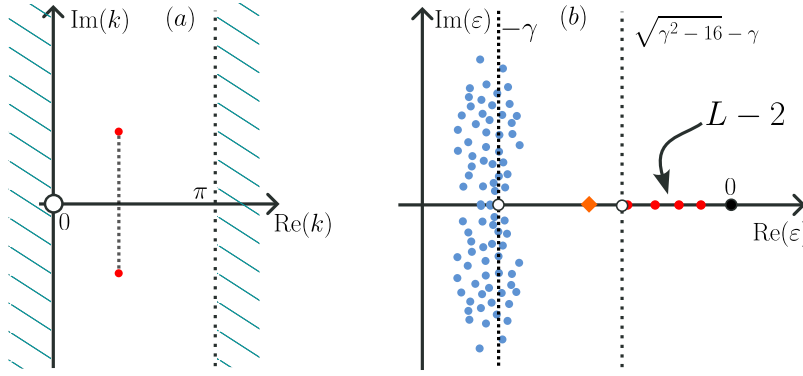 Im(k)
(a)
π
0
Re(k)
Im(ε)
−γ
(b)
√γ² − 16 − γ
L − 2
0
Re(ε)